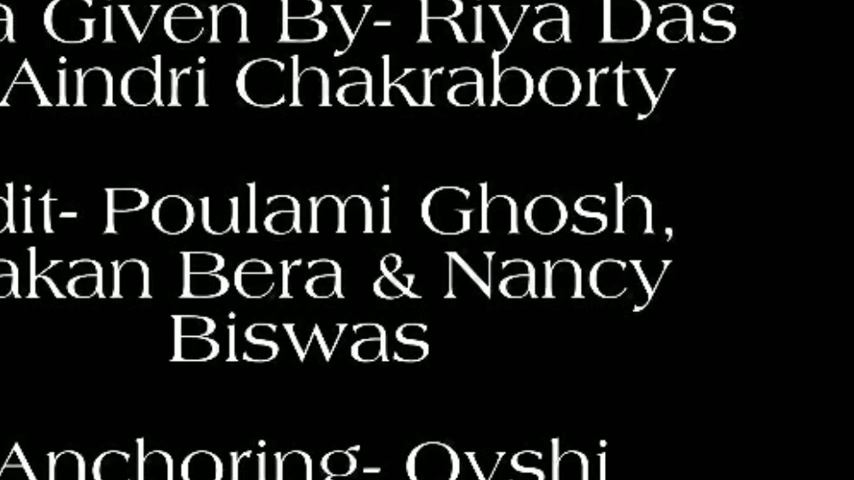 a Given By- Riya Das
Aindri Chakraborty
dit- Poulami Ghosh,
akan Bera & Nancy
Biswas
Anchoring- Oyshi